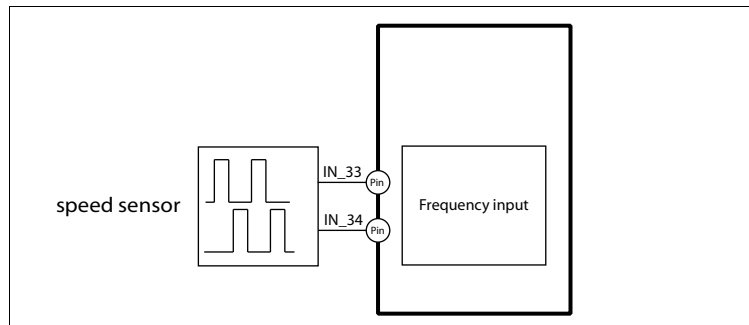 speed sensor
IN_33
Pin
IN_34
Pin
Frequency input